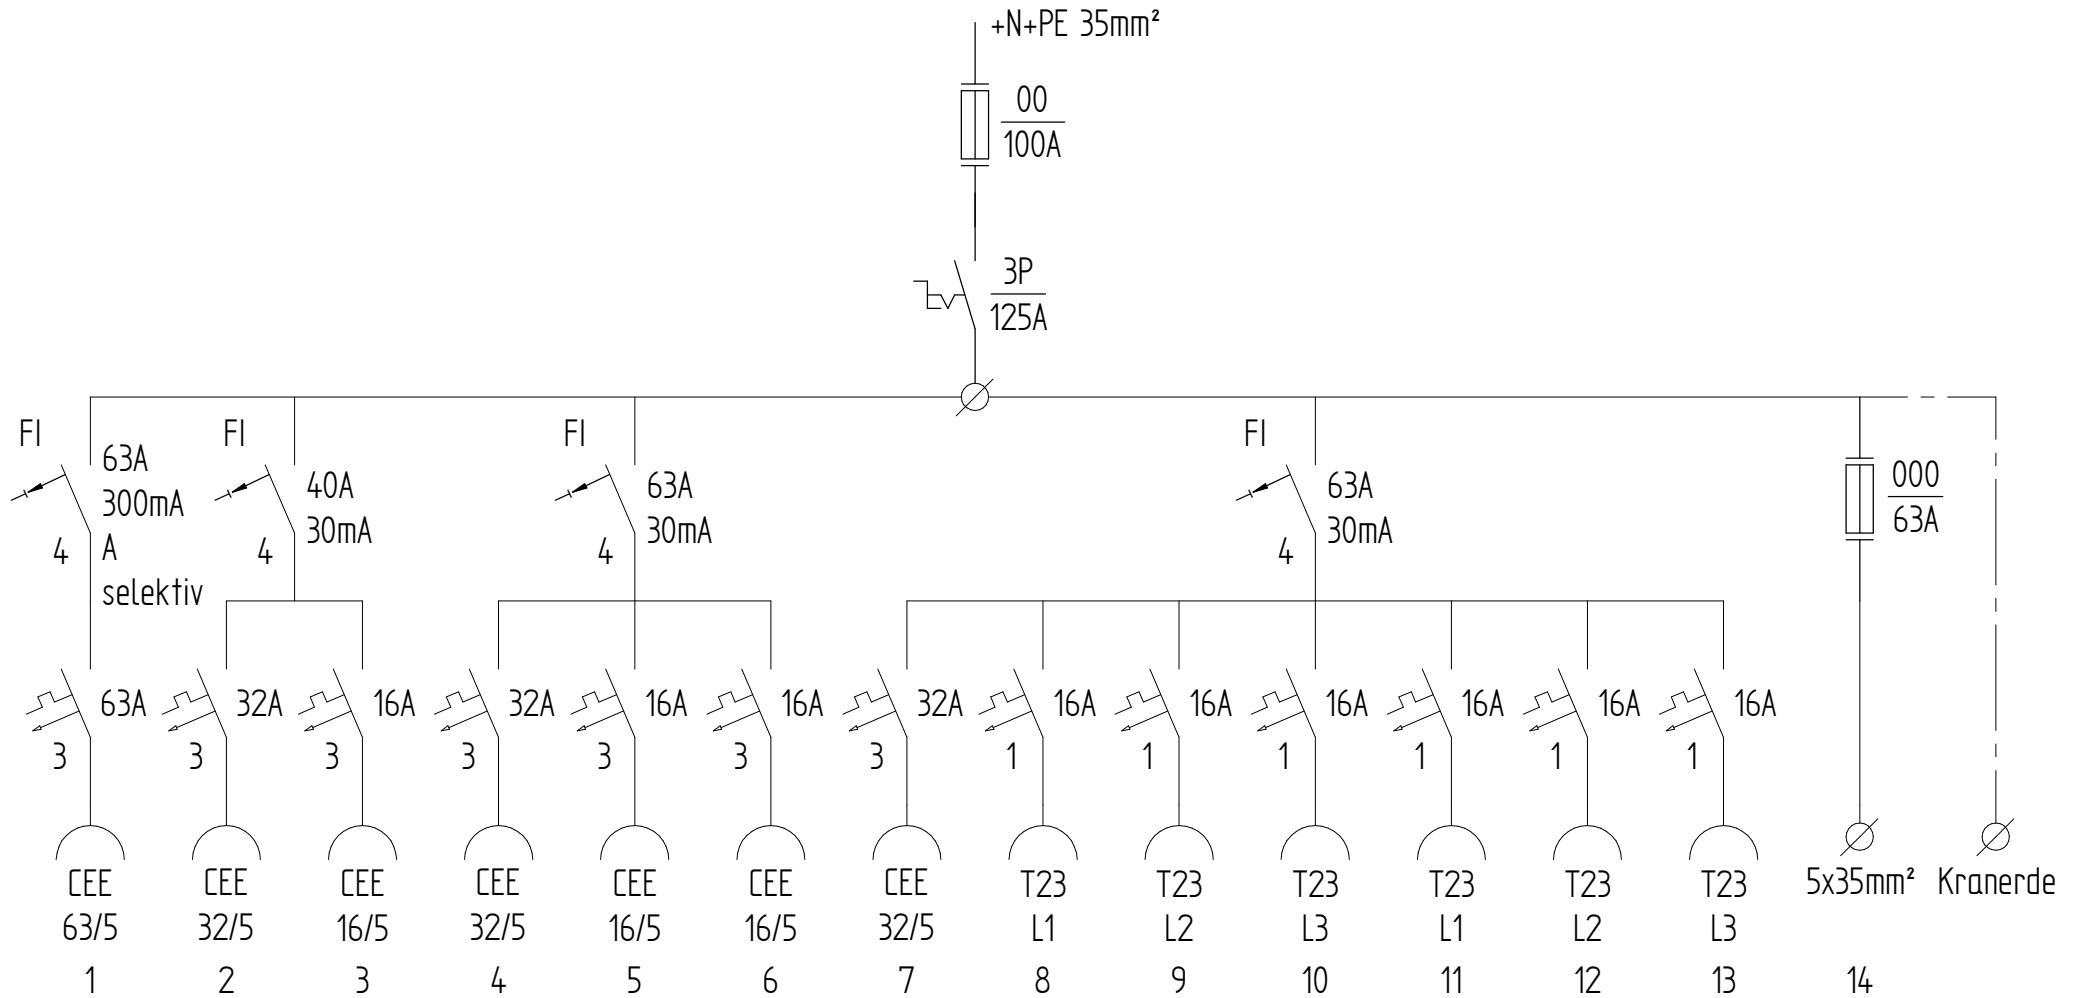 +N+PE 35mm²
00
100A
3P
125A
FI
63A
300mA
A
selektiv
4
FI
40A
30mA
4
FI
63A
30mA
4
FI
63A
30mA
4
000
63A
63A 32A 16A 32A 16A 16A 32A 16A 16A 16A 16A 16A 16A
3 3 3 3 3 3 3 1 1 1 1 1 1
CEE CEE CEE CEE CEE CEE CEE T23 T23 T23 T23 T23 T23 5x35mm² Kranerde
63/5 32/5 16/5 32/5 16/5 16/5 32/5 L1 L2 L3 L1 L2 L3
1 2 3 4 5 6 7 8 9 10 11 12 13 14